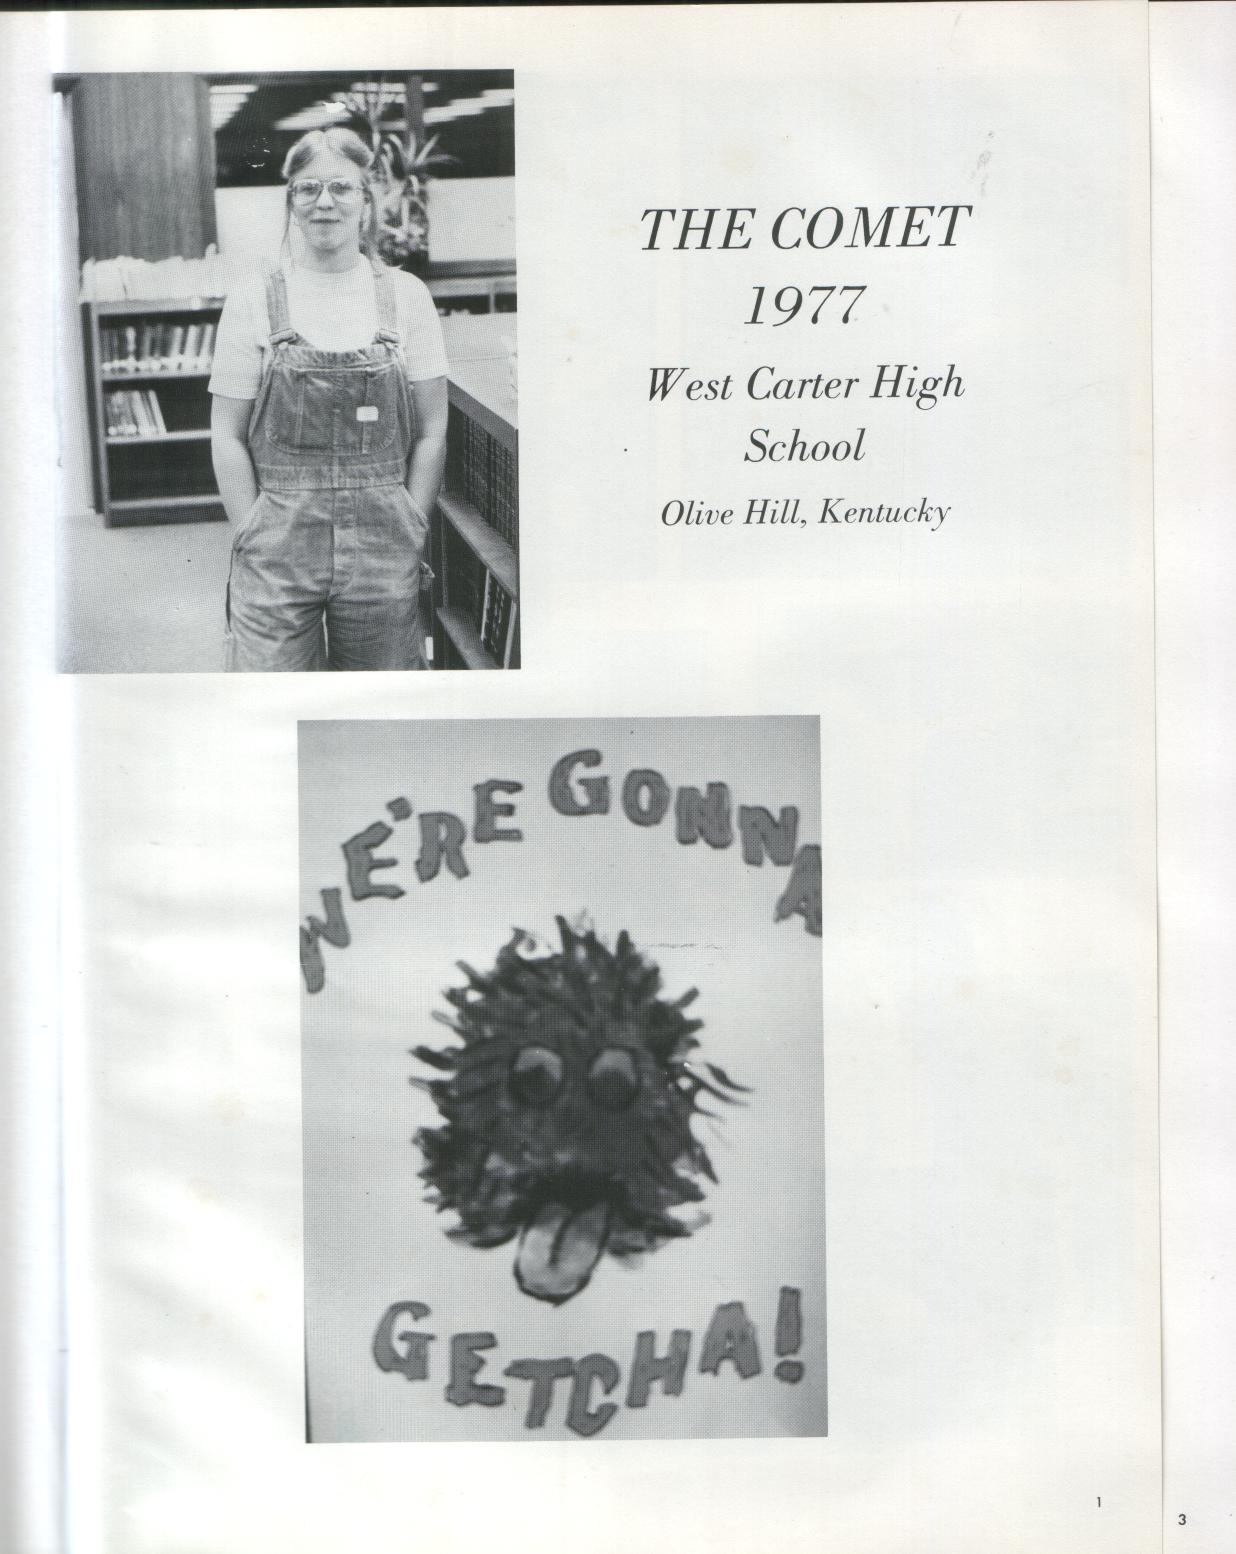 THE COMET
1977
West Carter High
School
Olive Hill, Kentucky
WE'RE GONNA
GETCHA!
1
3